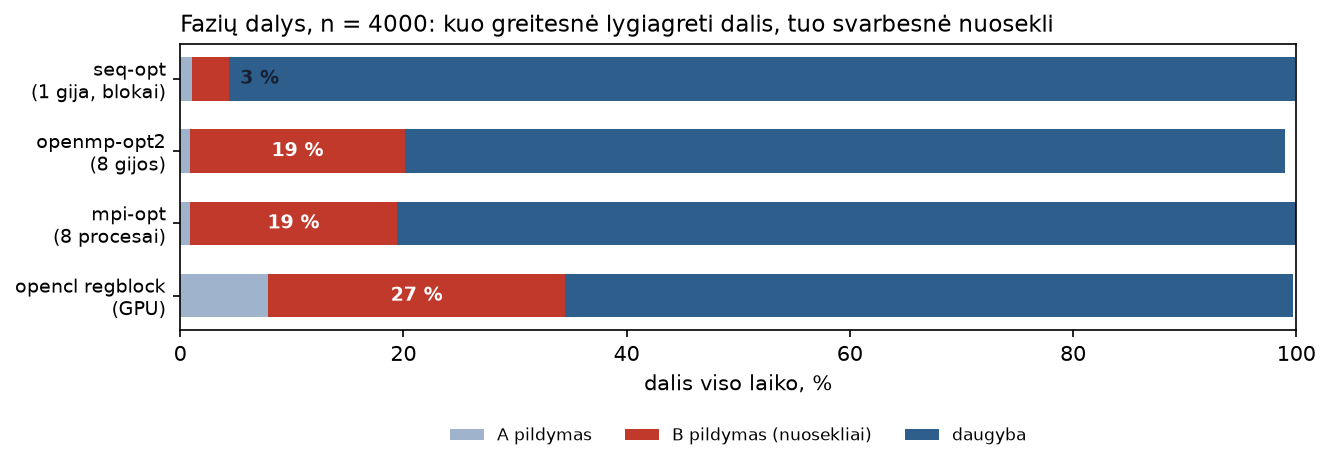 Fazių dalys, n = 4000: kuo greitesnė lygiagreti dalis, tuo svarbesnė nuosekli
seq-opt
(1 gija, blokai)
3 %
openmp-opt2
(8 gijos)
19 %
mpi-opt
(8 procesai)
19 %
opencl regblock
(GPU)
27 %
0 20 40 60 80 100
dalis viso laiko, %
A pildymas B pildymas (nuosekliai) daugyba